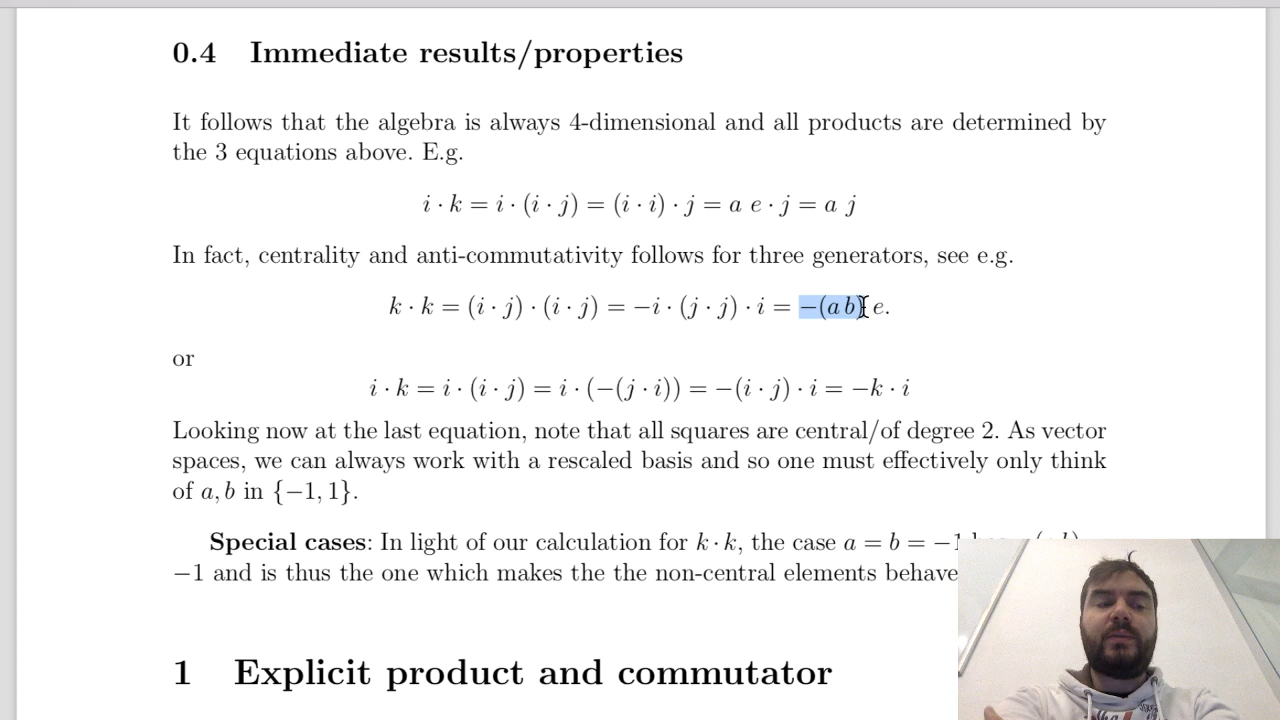 0.4 Immediate results/properties
It follows that the algebra is always 4-dimensional and all products are determined by
the 3 equations above. E.g.
i · k = i · (i · j) = (i · i) · j = a e · j = a j
In fact, centrality and anti-commutativity follows for three generators, see e.g.
k · k = (i · j) · (i · j) = −i · (j · j) · i = −(a b) e.
or
i · k = i · (i · j) = i · (−(j · i)) = −(i · j) · i = −k · i
Looking now at the last equation, note that all squares are central/of degree 2. As vector
spaces, we can always work with a rescaled basis and so one must effectively only think
of a, b in {−1, 1}.
Special cases: In light of our calculation for k · k, the case a = b = −1
−1 and is thus the one which makes the the non-central elements behave
1 Explicit product and commutator